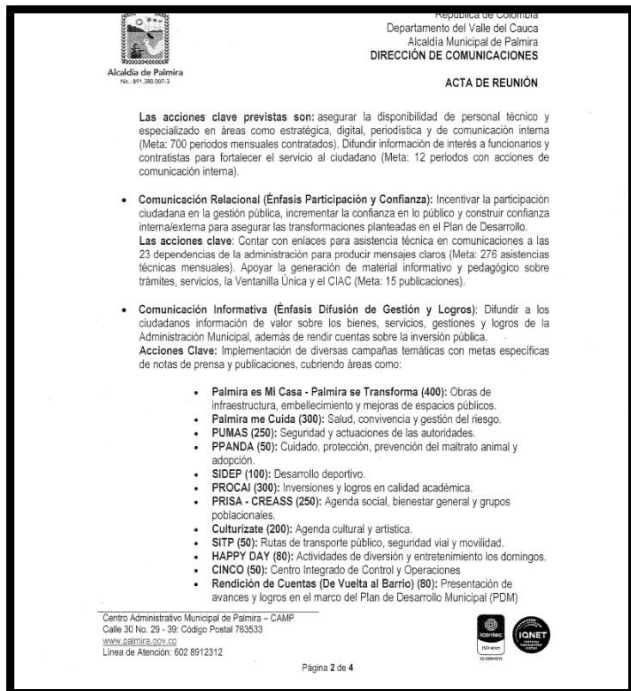 República de Colombia
Departamento del Valle del Cauca
Alcaldía Municipal de Palmira
DIRECCIÓN DE COMUNICACIONES
Alcaldía de Palmira
Nit.: 891.380.007-3
ACTA DE REUNIÓN
Las acciones clave previstas son: asegurar la disponibilidad de personal técnico y
especializado en áreas como estratégica, digital, periodística y de comunicación interna
(Meta: 700 periodos mensuales contratados). Difundir información de interés a funcionarios y
contratistas para fortalecer el servicio al ciudadano (Meta: 12 periodos con acciones de
comunicación interna).
• Comunicación Relacional (Énfasis Participación y Confianza): Incentivar la participación
ciudadana en la gestión pública, incrementar la confianza en lo público y construir confianza
interna/externa para asegurar las transformaciones planteadas en el Plan de Desarrollo.
Las acciones clave: Contar con enlaces para asistencia técnica en comunicaciones a las
23 dependencias de la administración para producir mensajes claros (Meta: 276 asistencias
técnicas mensuales). Apoyar la generación de material informativo y pedagógico sobre
trámites, servicios, la Ventanilla Única y el CIAC (Meta: 15 publicaciones).
• Comunicación Informativa (Énfasis Difusión de Gestión y Logros): Difundir a los
ciudadanos información de valor sobre los bienes, servicios, gestiones y logros de la
Administración Municipal, además de rendir cuentas sobre la inversión pública.
Acciones Clave: Implementación de diversas campañas temáticas con metas específicas
de notas de prensa y publicaciones, cubriendo áreas como:
• Palmira es Mi Casa - Palmira se Transforma (400): Obras de
infraestructura, embellecimiento y mejoras de espacios públicos.
• Palmira me Cuida (300): Salud, convivencia y gestión del riesgo.
• PUMAS (250): Seguridad y actuaciones de las autoridades.
• PPANDA (50): Cuidado, protección, prevención del maltrato animal y
adopción.
• SIDEP (100): Desarrollo deportivo.
• PROCAI (300): Inversiones y logros en calidad académica.
• PRISA - CREASS (250): Agenda social, bienestar general y grupos
poblacionales.
• Culturízate (200): Agenda cultural y artística.
• SITP (50): Rutas de transporte público, seguridad vial y movilidad.
• HAPPY DAY (80): Actividades de diversión y entretenimiento los domingos.
• CINCO (50): Centro Integrado de Control y Operaciones
• Rendición de Cuentas (De Vuelta al Barrio) (80): Presentación de
avances y logros en el marco del Plan de Desarrollo Municipal (PDM)
Centro Administrativo Municipal de Palmira – CAMP
Calle 30 No. 29 - 39: Código Postal 763533
www.palmira.gov.co
Línea de Atención: 602 8912312
icontec
ISO 9001
IQNET
Página 2 de 4